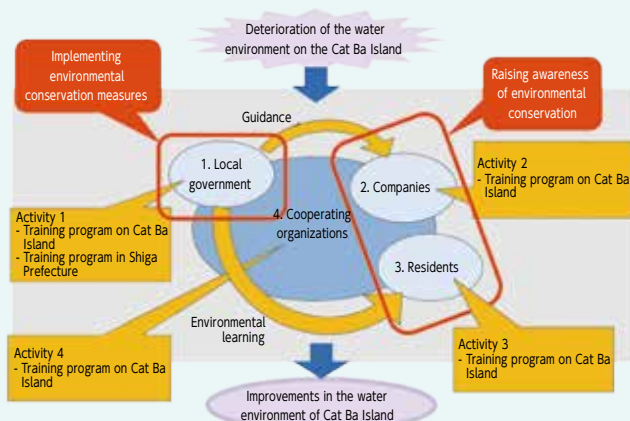 Deterioration of the water
environment on the Cat Ba Island
Implementing
environmental
conservation measures
Raising awareness
of environmental
conservation
Guidance
1. Local
government
2. Companies
Activity 2
- Training program on Cat Ba
Island
Activity 1
- Training program on Cat Ba
Island
- Training program in Shiga
Prefecture
4. Cooperating
organizations
3. Residents
Environmental
learning
Activity 4
- Training program on Cat Ba
Island
Activity 3
- Training program on Cat Ba
Island
Improvements in the water
environment of Cat Ba Island